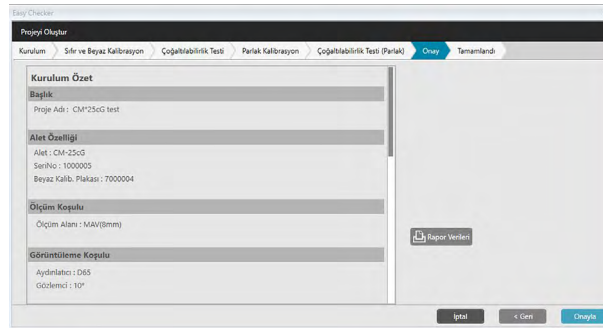 Easy Checker
Projeyi Oluştur
Kurulum Sıfır ve Beyaz Kalibrasyon Çoğaltılabilirlik Testi Parlak Kalibrasyon Çoğaltılabilirlik Testi (Parlak) Onay Tamamlandı
Kurulum Özet
Başlık
Proje Adı : CM*25cG test
Alet Özelliği
Alet : CM-25cG
SeriNo : 1000005
Beyaz Kalib. Plakası : 7000004
Ölçüm Koşulu
Ölçüm Alanı : MAV(8mm)
Rapor Verileri
Görüntüleme Koşulu
Aydınlatıcı : D65
Gözlemci : 10°
İptal < Geri Onayla